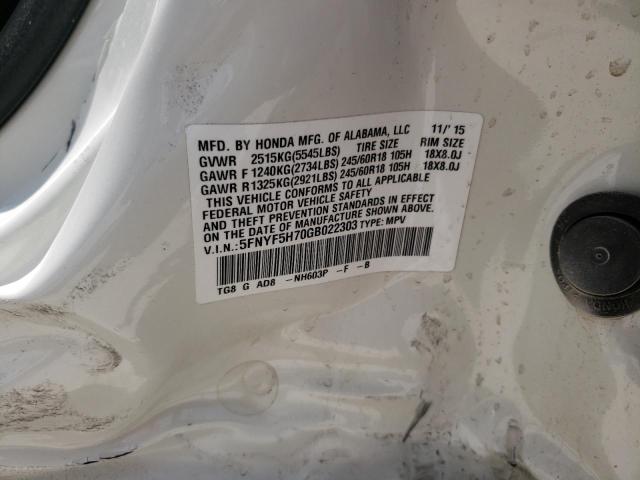 MFD. BY HONDA MFG. OF ALABAMA, LLC 11/'15
GVWR 2515KG(5545LBS) TIRE SIZE RIM SIZE
GAWR F 1240KG(2734LBS) 245/60R18 105H 18X8.0J
GAWR R 1325KG(2921LBS) 245/60R18 105H 18X8.0J
THIS VEHICLE CONFORMS TO ALL APPLICABLE
FEDERAL MOTOR VEHICLE SAFETY
STANDARDS IN EFFECT ON THE
DATE OF MANUFACTURE SHOWN ABOVE.
V.I.N.: 5FNYF5H70GB022303 TYPE: MPV
TG8 G AD8 -NH603P -F -B